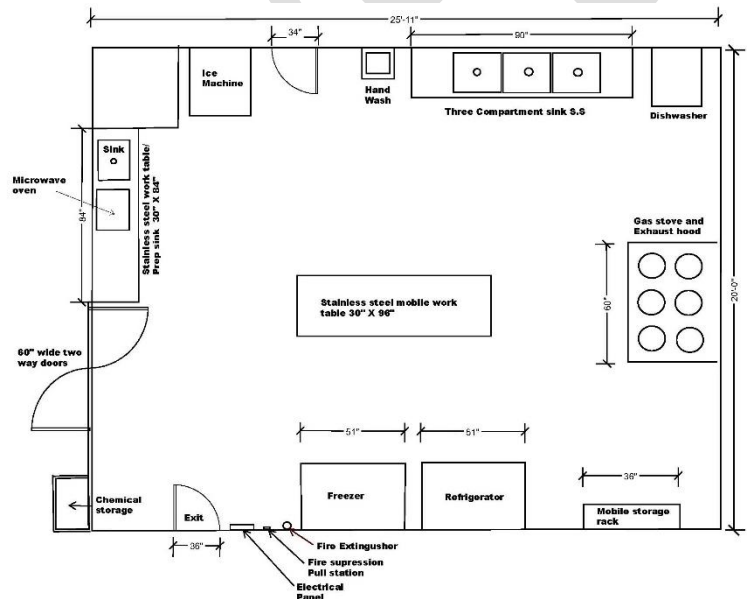 25'-11"
34"
90"
Ice
Machine
Hand
Wash
Three Compartment sink S.S
Dishwasher
Sink
Microwave
oven
84"
Stainless steel work table/
Prep sink 30" X 84"
Gas stove and
Exhaust hood
60"
20'-0"
Stainless steel mobile work
table 30" X 96"
60" wide two
way doors
51"
51"
36"
Freezer
Refrigorator
Mobile storage
rack
Chemical
storage
Exit
36"
Fire Extingusher
Fire supression
Pull station
Electrical
Panel